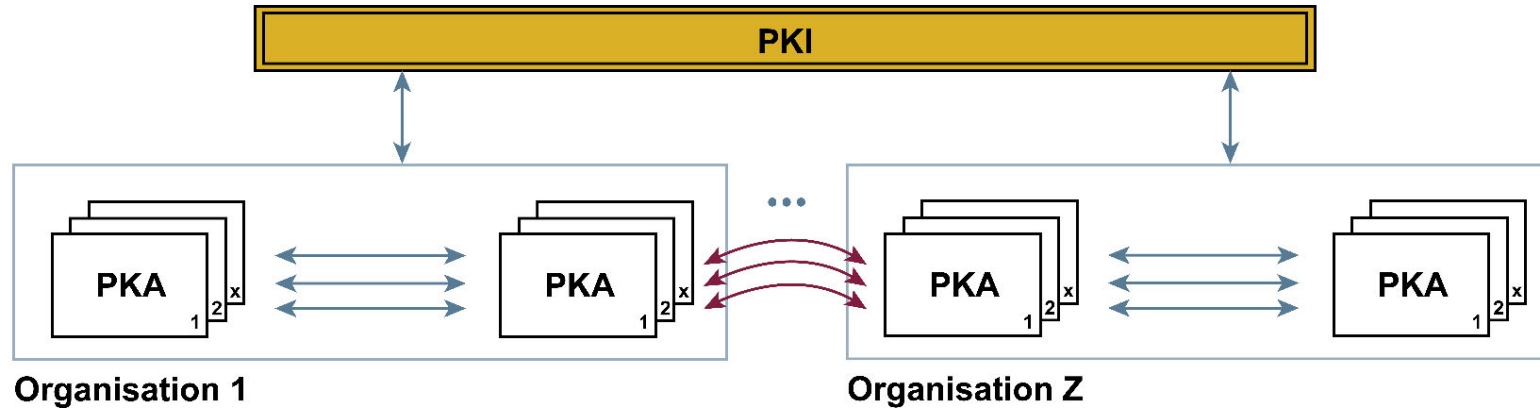 PKI
...
PKA 1 2 x
PKA 1 2 x
PKA 1 2 x
PKA 1 2 x
Organisation 1
Organisation Z